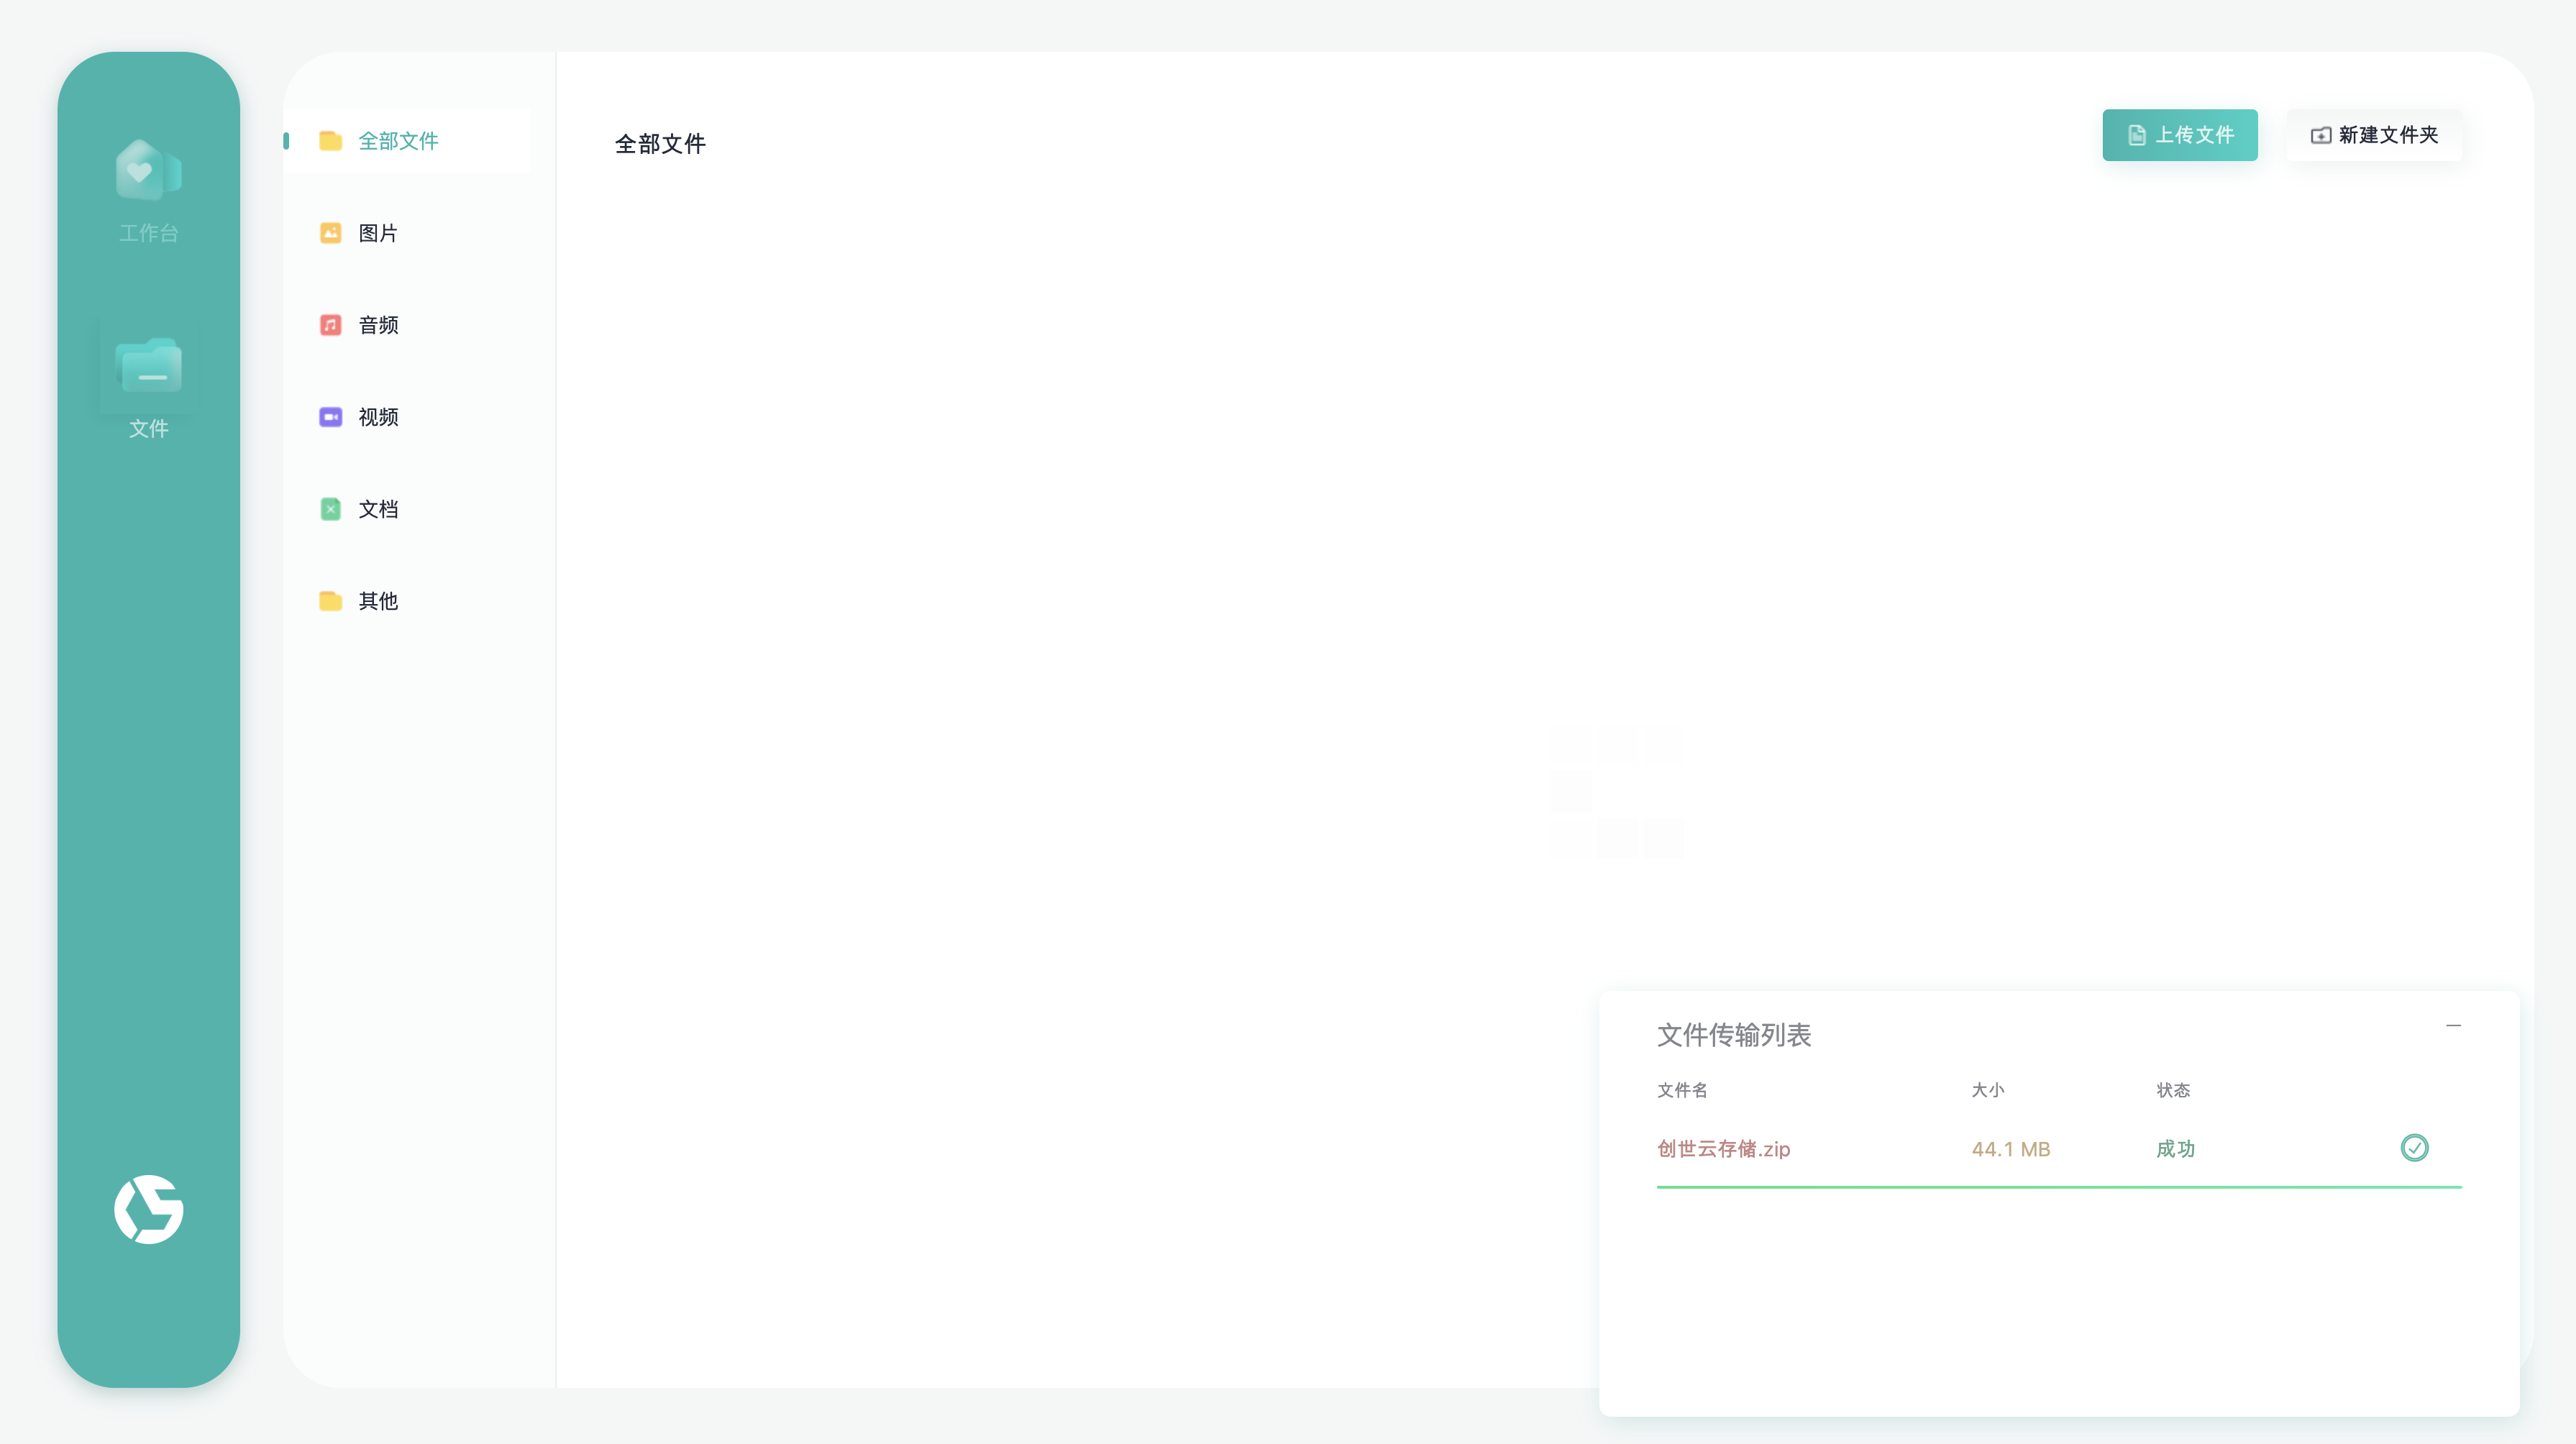 工作台
文件
全部文件
图片
音频
视频
文档
其他
全部文件
上传文件
新建文件夹
文件传输列表
文件名 大小 状态
创世云存储.zip 44.1 MB 成功